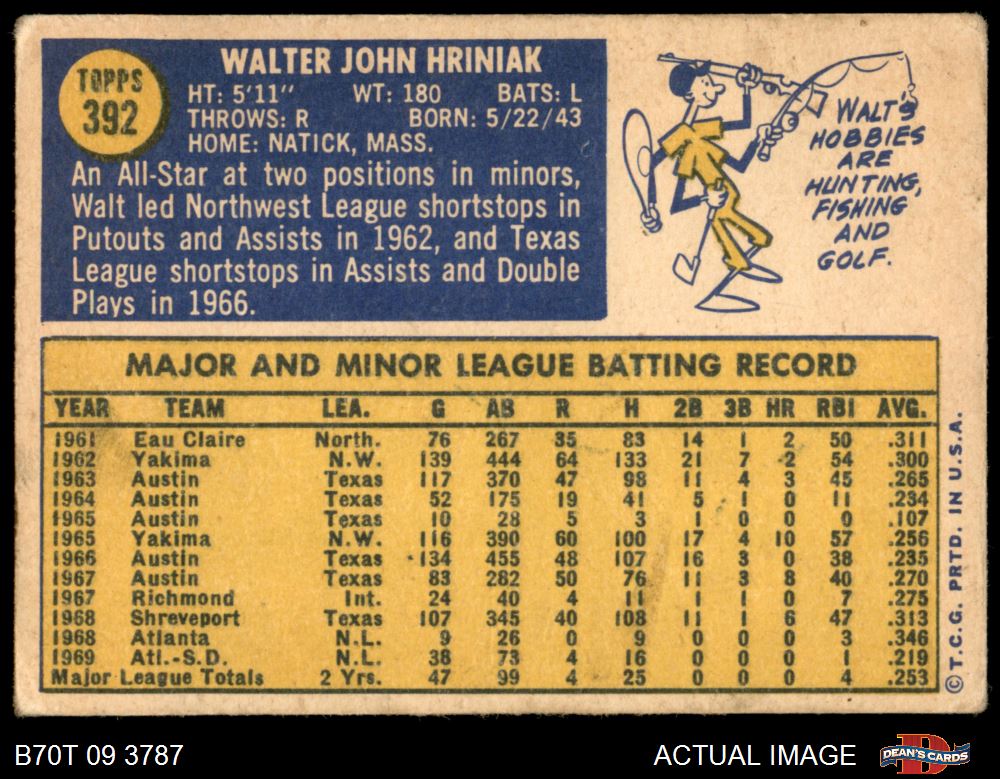 TOPPS
392
WALTER JOHN HRINIAK
HT: 5'11" WT: 180 BATS: L
THROWS: R BORN: 5/22/43
HOME: NATICK, MASS.
An All-Star at two positions in minors,
Walt led Northwest League shortstops in
Putouts and Assists in 1962, and Texas
League shortstops in Assists and Double
Plays in 1966.
WALT'S
HOBBIES
ARE
HUNTING,
FISHING
AND
GOLF.
MAJOR AND MINOR LEAGUE BATTING RECORD
YEAR TEAM LEA. G AB R H 2B 3B HR RBI AVG.
1961 Eau Claire North. 76 267 35 83 14 1 2 50 .311
1962 Yakima N.W. 139 444 64 133 21 7 2 54 .300
1963 Austin Texas 117 370 47 98 11 4 3 45 .265
1964 Austin Texas 52 175 19 41 5 1 0 11 .234
1965 Austin Texas 10 28 5 3 1 0 0 0 .107
1965 Yakima N.W. 116 390 60 100 17 4 10 57 .256
1966 Austin Texas 134 455 48 107 16 3 0 38 .235
1967 Austin Texas 83 282 50 76 11 3 8 40 .270
1967 Richmond Int. 24 40 4 11 1 1 0 7 .275
1968 Shreveport Texas 107 345 40 108 11 1 6 47 .313
1968 Atlanta N.L. 9 26 0 9 0 0 0 3 .346
1969 Atl.-S.D. N.L. 38 73 4 16 0 0 0 1 .219
Major League Totals 2 Yrs. 47 99 4 25 0 0 0 4 .253
© T.C.G. PRTD. IN U.S.A.
B70T 09 3787
ACTUAL IMAGE
D
DEAN'S CARDS